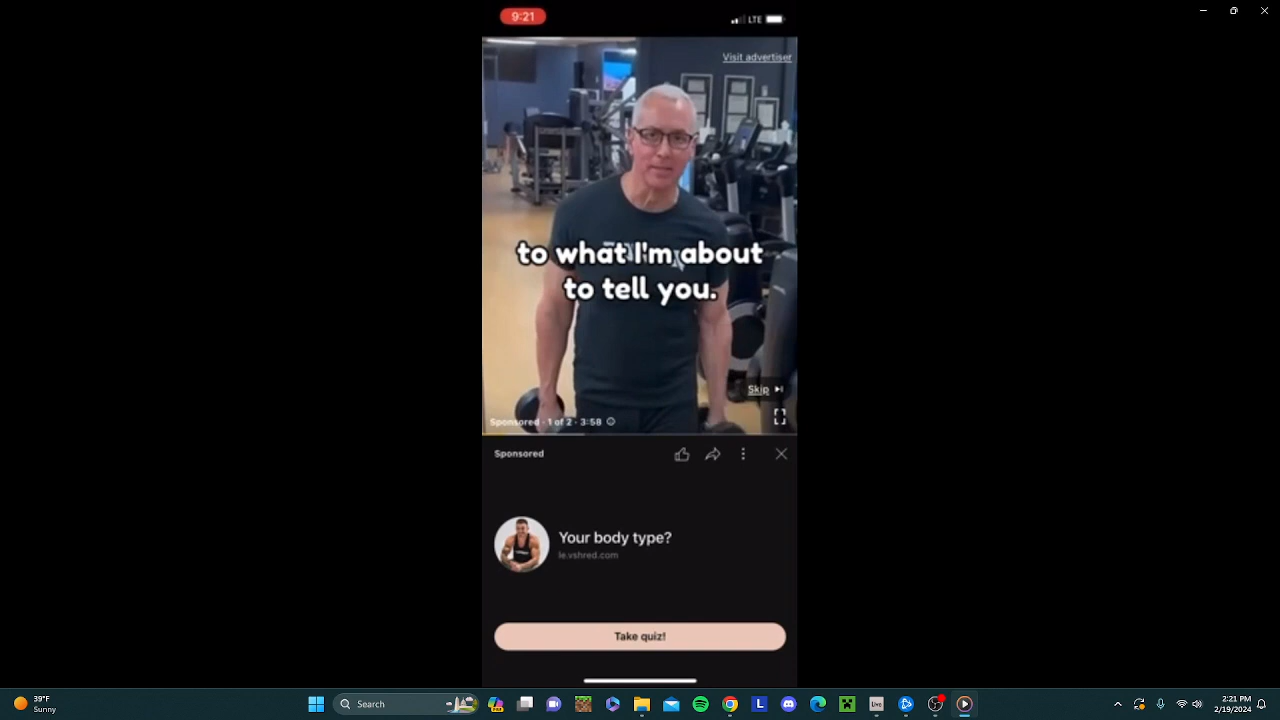 9:21
LTE
Visit advertiser
to what I'm about
to tell you.
Skip
Sponsored · 1 of 2 · 3:58
Sponsored
Your body type?
le.vshred.com
Take quiz!
39°F
Sunny
Search
2:21 PM
2/13/2024